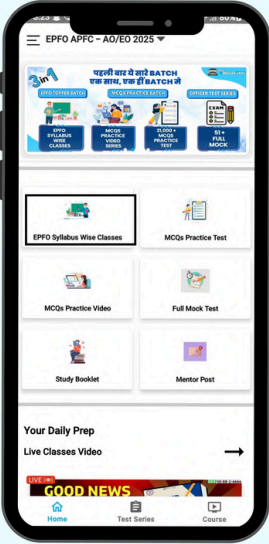 EPFO APFC – AO/EO 2025
3in1
पहली बार ये सारे BATCH
एक साथ, एक ही BATCH मे
EPFO TOPPER BATCH
MCQs PRACTICE BATCH
OFFICER TEST SERIES
EPFO
SYLLABUS
WISE
CLASSES
MCQS
PRACTICE
VIDEO
SERIES
21,000 +
MCQS
PRACTICE
TEST
EXAM
51 +
FULL
MOCK
EPFO Syllabus Wise Classes
MCQs Practice Test
MCQs Practice Video
Full Mock Test
Study Booklet
Mentor Post
Your Daily Prep
Live Classes Video
LIVE
GOOD NEWS
Home
Test Series
Course